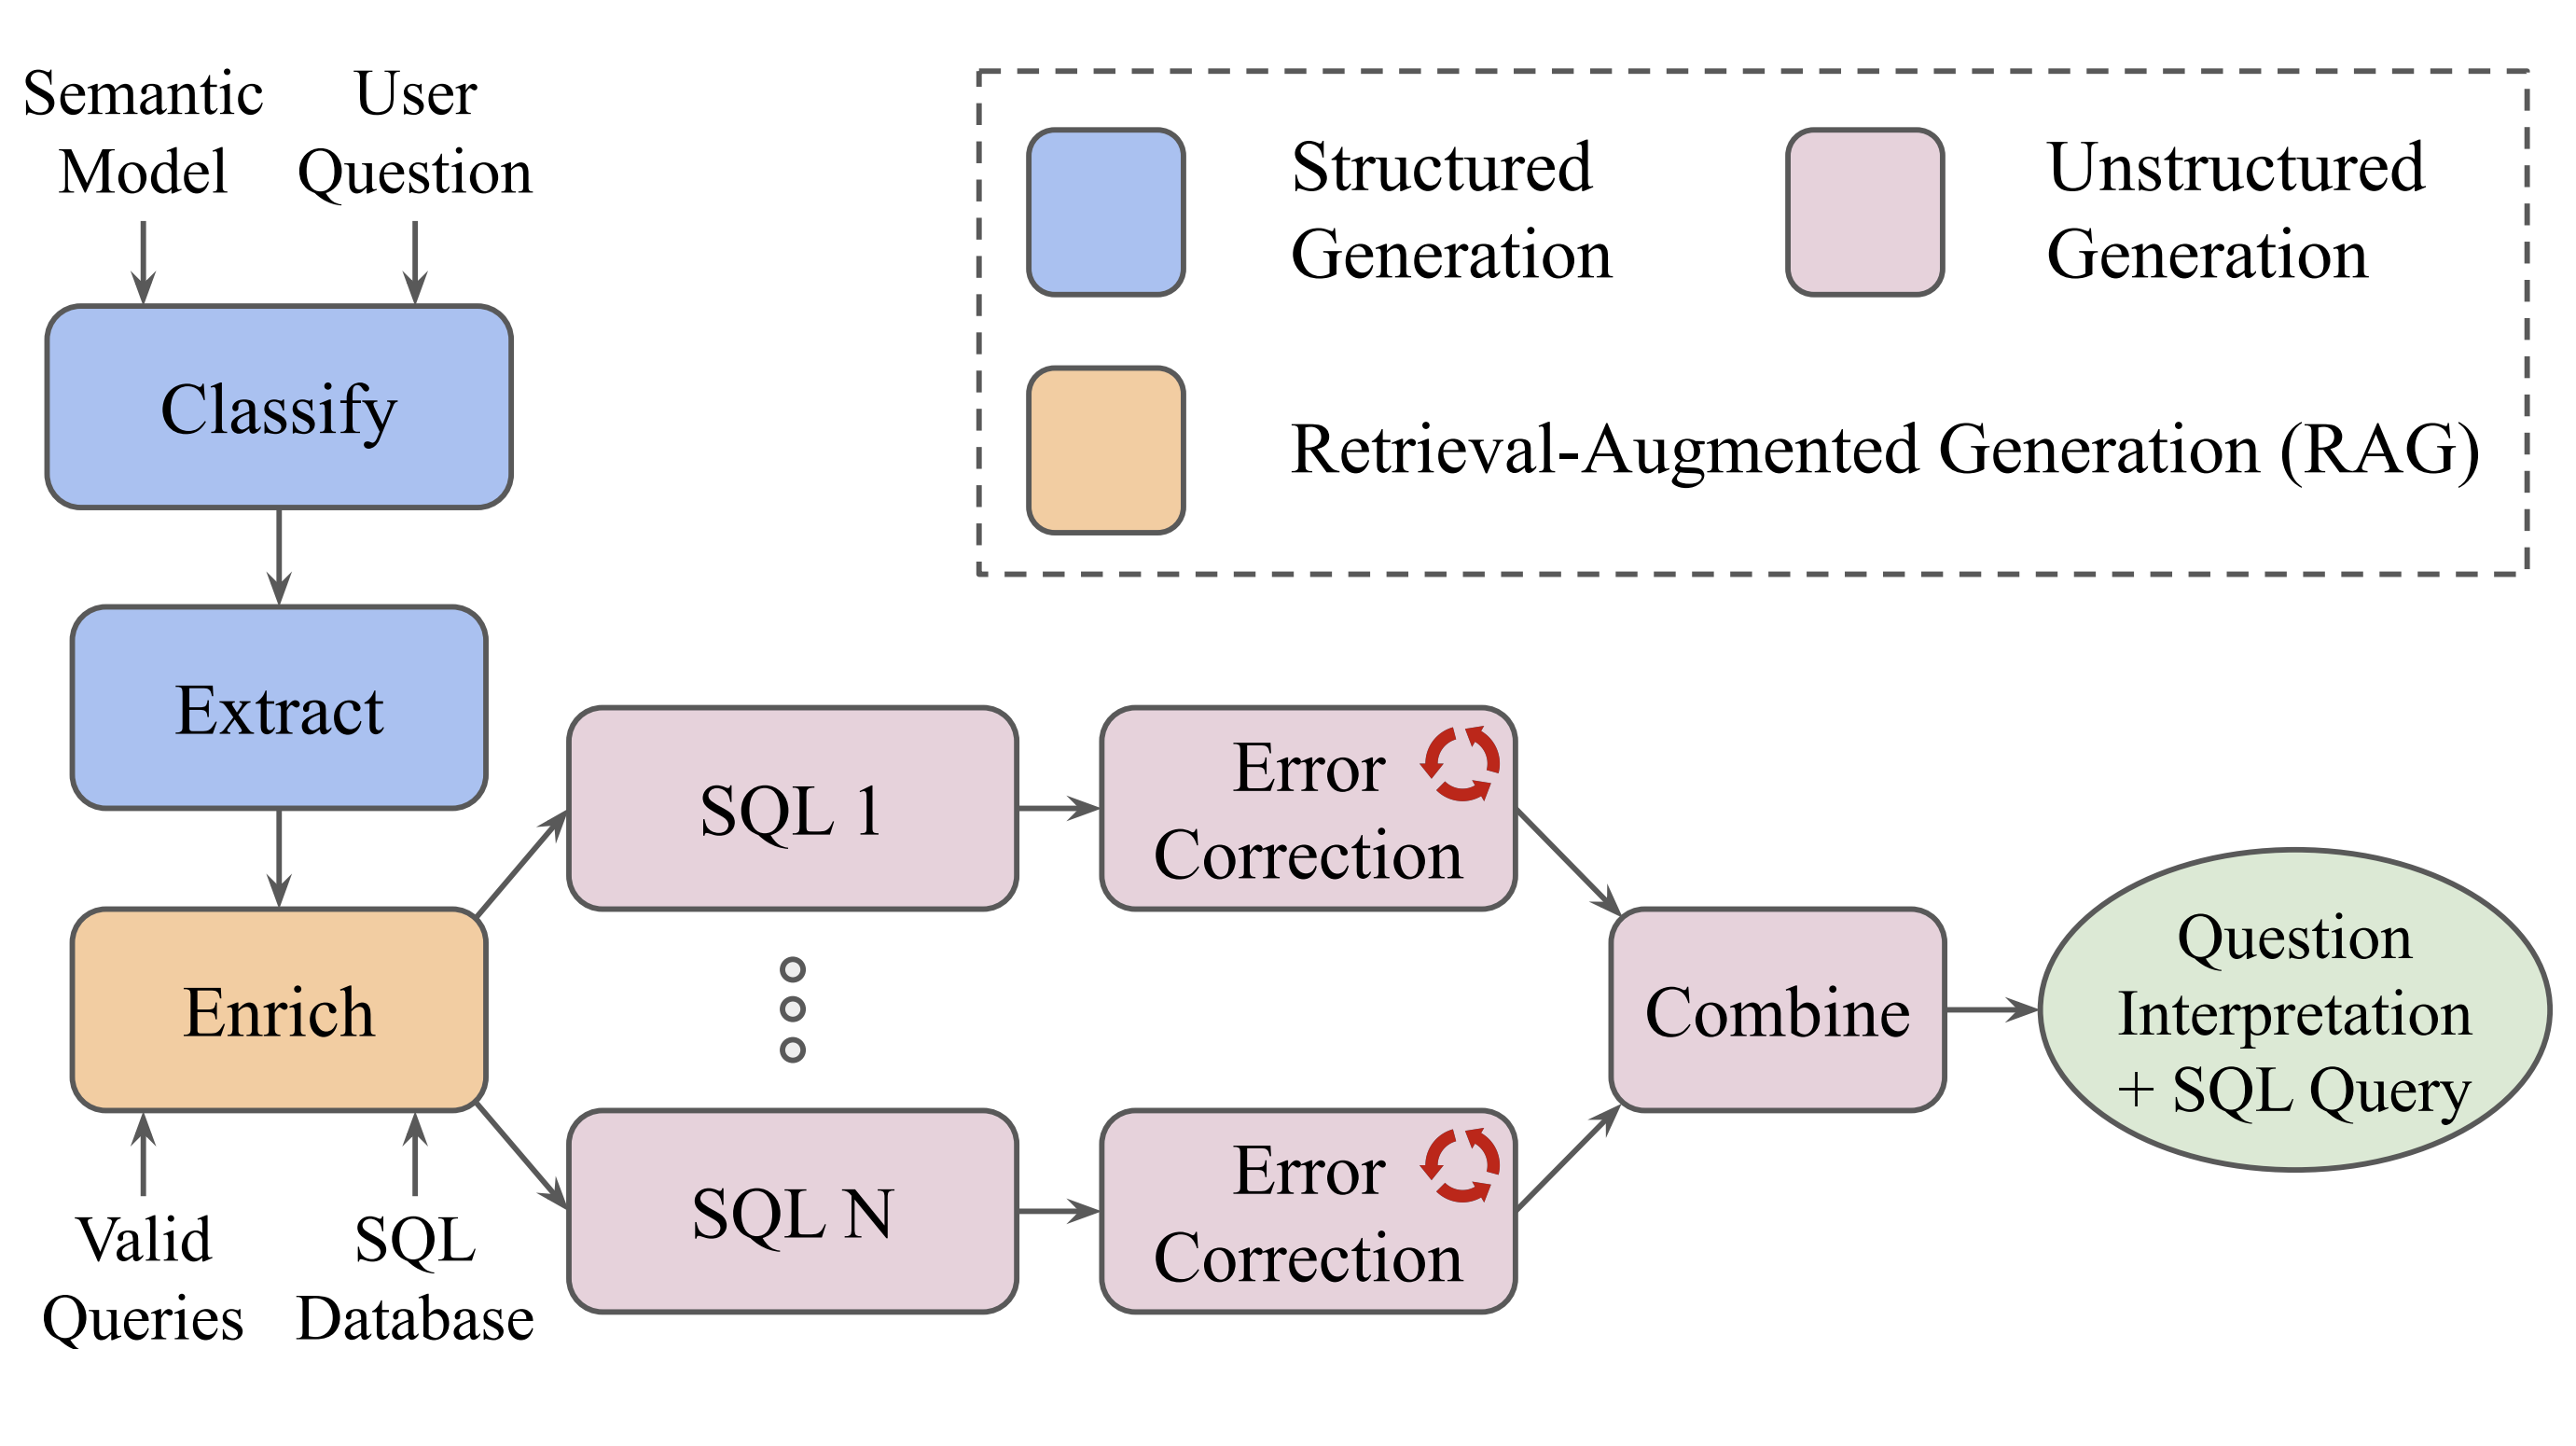 Semantic
Model
User
Question
Structured
Generation
Unstructured
Generation
Retrieval-Augmented Generation (RAG)
Classify
Extract
Enrich
Valid
Queries
SQL
Database
SQL 1
Error
Correction
SQL N
Error
Correction
Combine
Question
Interpretation
+ SQL Query